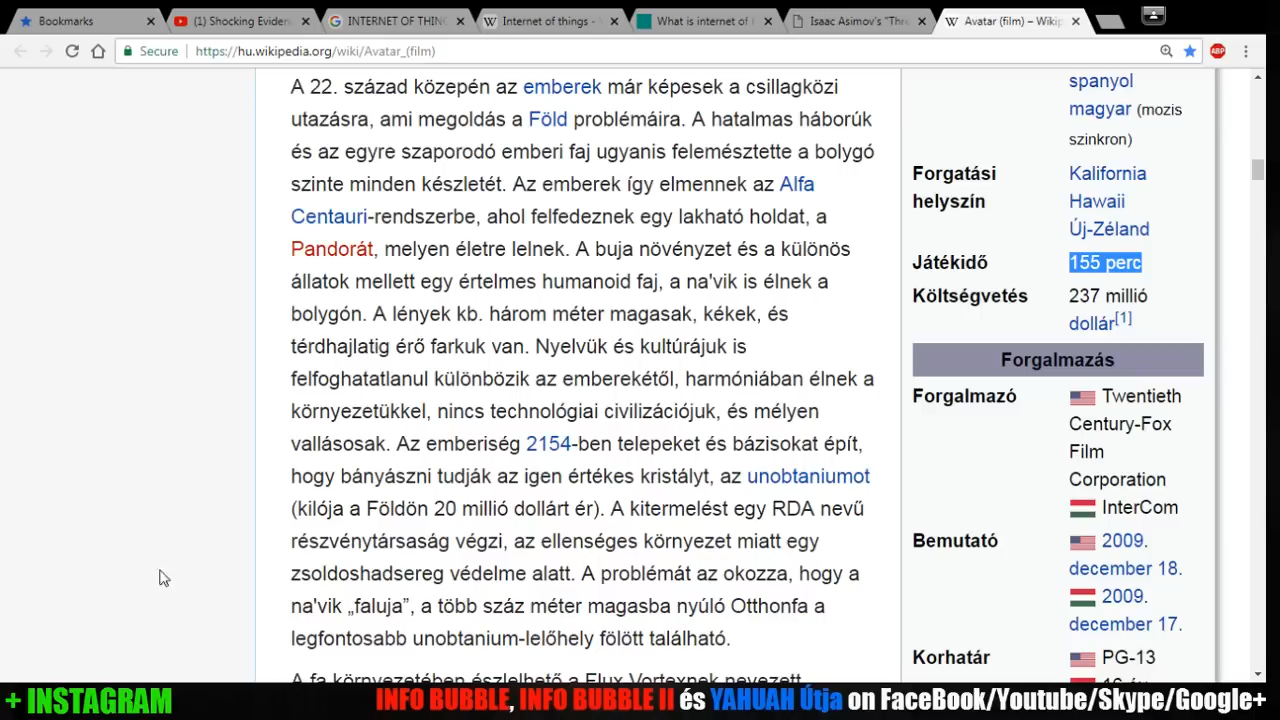 Bookmarks
(1) Shocking Eviden
INTERNET OF THIN
Internet of things -
What is internet of
Isaac Asimov's "Thre
Avatar (film) – Wikip
Secure
https://hu.wikipedia.org/wiki/Avatar_(film)
ABP
A 22. század közepén az emberek már képesek a csillagközi
utazásra, ami megoldás a Föld problémáira. A hatalmas háborúk
és az egyre szaporodó emberi faj ugyanis felemésztette a bolygó
szinte minden készletét. Az emberek így elmennek az Alfa
Centauri-rendszerbe, ahol felfedeznek egy lakható holdat, a
Pandorát, melyen életre lelnek. A buja növényzet és a különös
állatok mellett egy értelmes humanoid faj, a na'vik is élnek a
bolygón. A lények kb. három méter magasak, kékek, és
térdhajlatig érő farkuk van. Nyelvük és kultúrájuk is
felfoghatatlanul különbözik az emberekétől, harmóniában élnek a
környezetükkel, nincs technológiai civilizációjuk, és mélyen
vallásosak. Az emberiség 2154-ben telepeket és bázisokat épít,
hogy bányászni tudják az igen értékes kristályt, az unobtaniumot
(kilója a Földön 20 millió dollárt ér). A kitermelést egy RDA nevű
részvénytársaság végzi, az ellenséges környezet miatt egy
zsoldoshadsereg védelme alatt. A problémát az okozza, hogy a
na'vik „faluja”, a több száz méter magasba nyúló Otthonfa a
legfontosabb unobtanium-lelőhely fölött található.
A fa környezetében észlelhető a Flux Vortexnek nevezett
spanyol
magyar (mozis
szinkron)
Forgatási
helyszín
Kalifornia
Hawaii
Új-Zéland
Játékidő
155 perc
Költségvetés
237 millió
dollár[1]
Forgalmazás
Forgalmazó
Twentieth
Century-Fox
Film
Corporation
InterCom
Bemutató
2009.
december 18.
2009.
december 17.
Korhatár
PG-13
+ INSTAGRAM
INFO BUBBLE, INFO BUBBLE II és YAHUAH Útja on FaceBook/Youtube/Skype/Google+